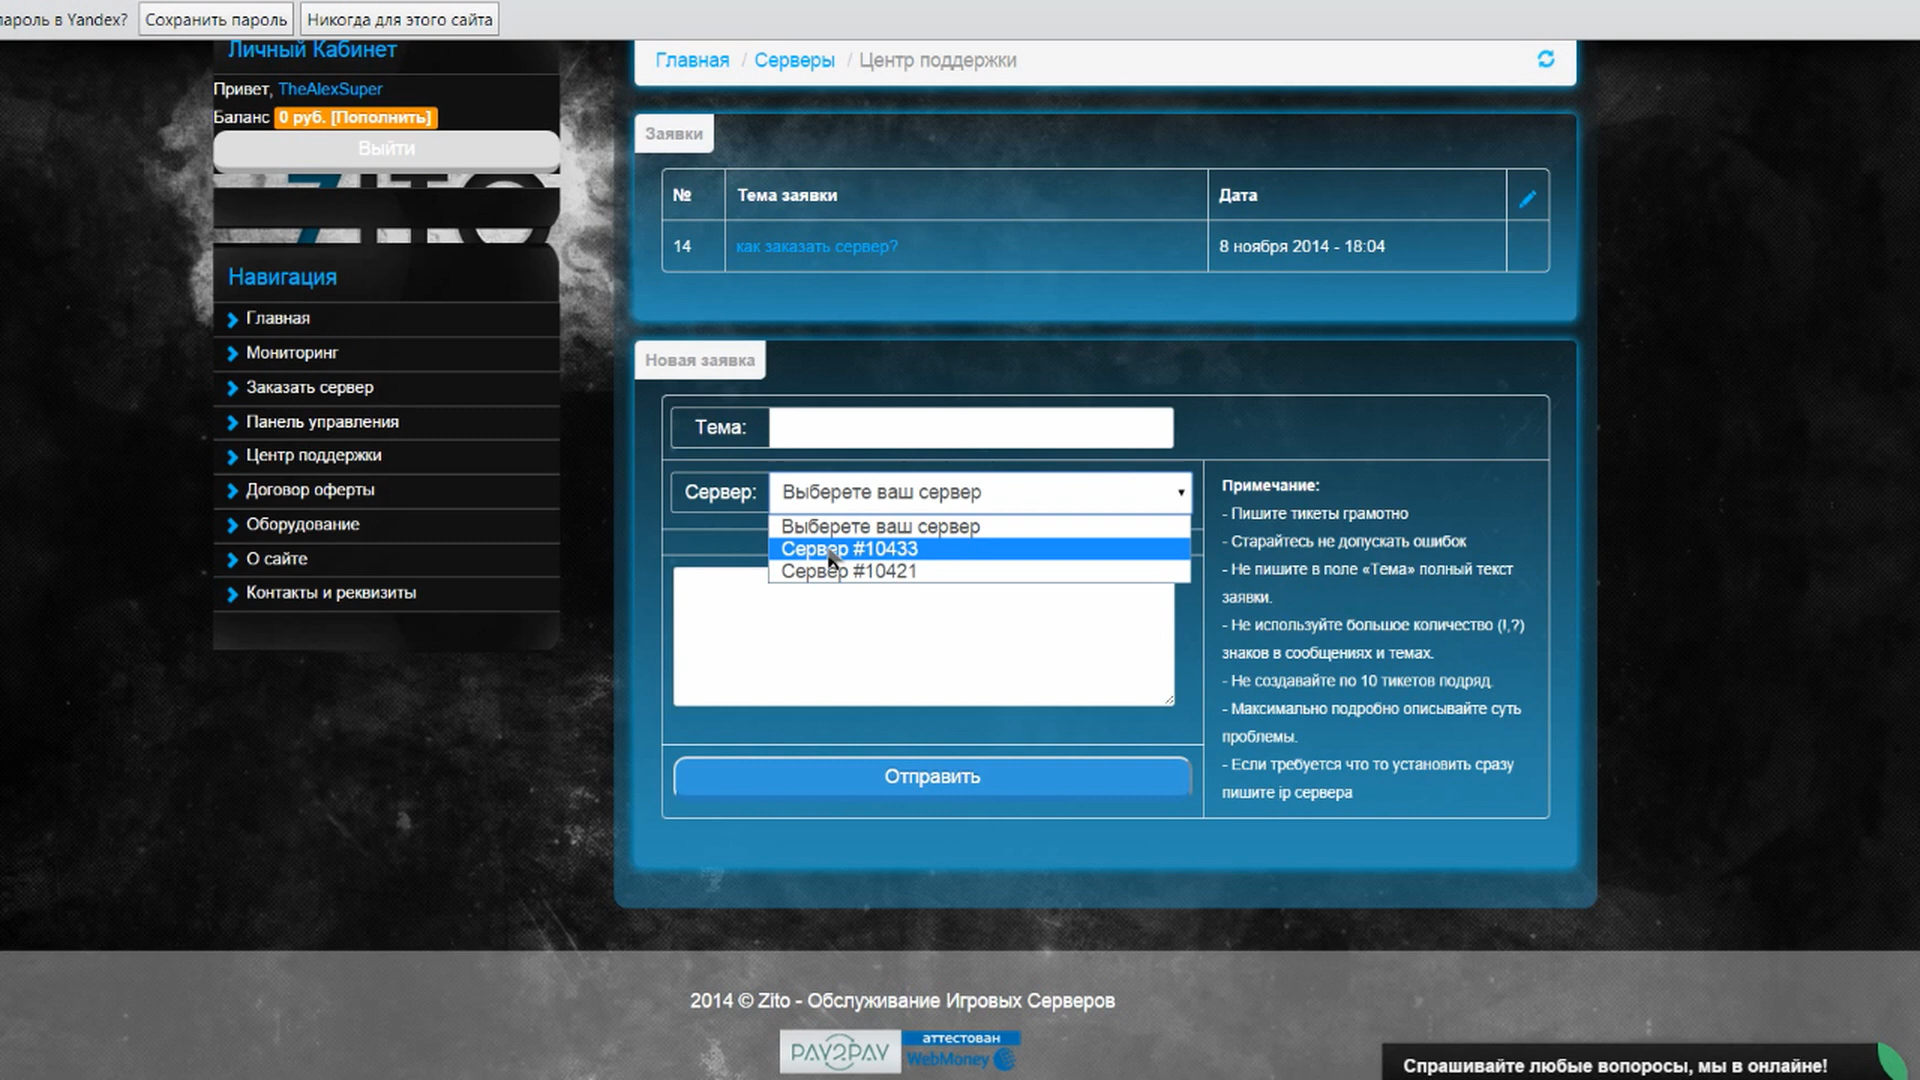 пароль в Yandex? Сохранить пароль Никогда для этого сайта
Личный Кабинет
Привет, TheAlexSuper
Баланс 0 руб. [Пополнить]
Выйти
ZITO
Навигация
Главная
Мониторинг
Заказать сервер
Панель управления
Центр поддержки
Договор оферты
Оборудование
О сайте
Контакты и реквизиты
Главная / Серверы / Центр поддержки
Заявки
№ Тема заявки Дата
14 как заказать сервер? 8 ноября 2014 - 18:04
Новая заявка
Тема:
Сервер: Выберете ваш сервер
Выберете ваш сервер
Сервер #10433
Сервер #10421
Отправить
Примечание:
- Пишите тикеты грамотно
- Старайтесь не допускать ошибок
- Не пишите в поле «Тема» полный текст
заявки.
- Не используйте большое количество (!,?)
знаков в сообщениях и темах.
- Не создавайте по 10 тикетов подряд.
- Максимально подробно описывайте суть
проблемы.
- Если требуется что то установить сразу
пишите ip сервера
2014 © Zito - Обслуживание Игровых Серверов
PAY2PAY
аттестован
WebMoney
Спрашивайте любые вопоросы, мы в онлайне!